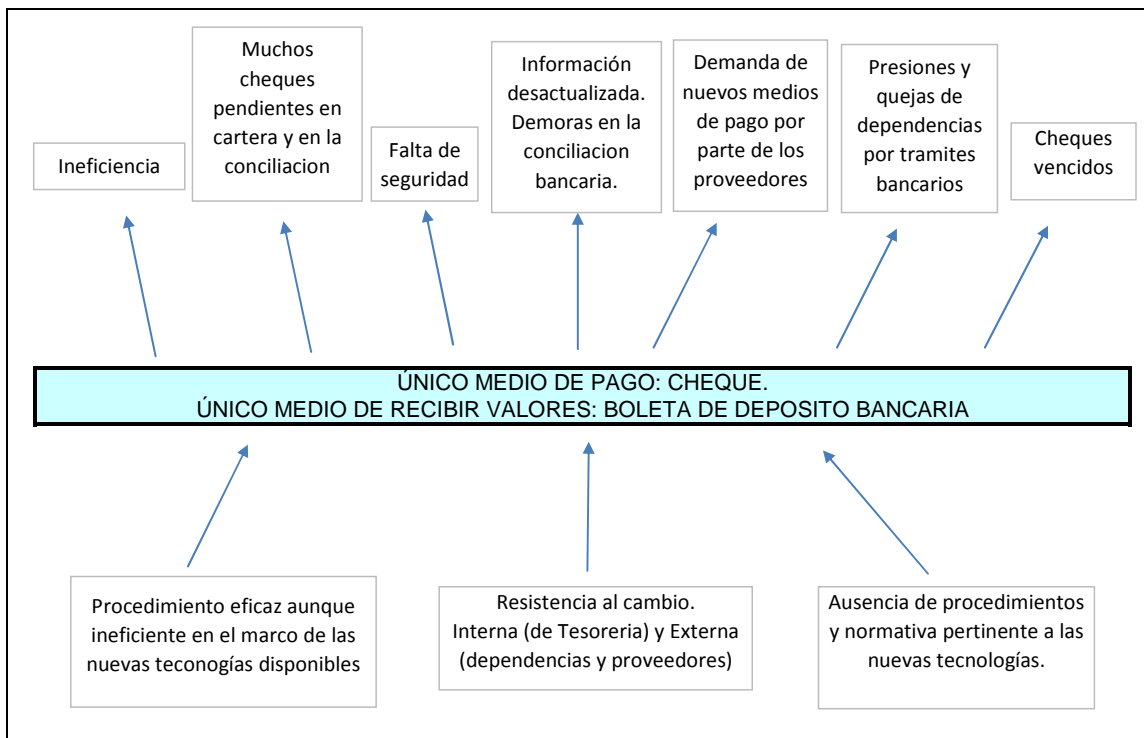 Ineficiencia
Muchos
cheques
pendientes en
cartera y en la
conciliacion
Falta de
seguridad
Información
desactualizada.
Demoras en la
conciliacion
bancaria.
Demanda de
nuevos medios
de pago por
parte de los
proveedores
Presiones y
quejas de
dependencias
por tramites
bancarios
Cheques
vencidos
ÚNICO MEDIO DE PAGO: CHEQUE.
ÚNICO MEDIO DE RECIBIR VALORES: BOLETA DE DEPOSITO BANCARIA
Procedimiento eficaz aunque
ineficiente en el marco de las
nuevas teconogías disponibles
Resistencia al cambio.
Interna (de Tesoreria) y Externa
(dependencias y proveedores)
Ausencia de procedimientos
y normativa pertinente a las
nuevas tecnologías.